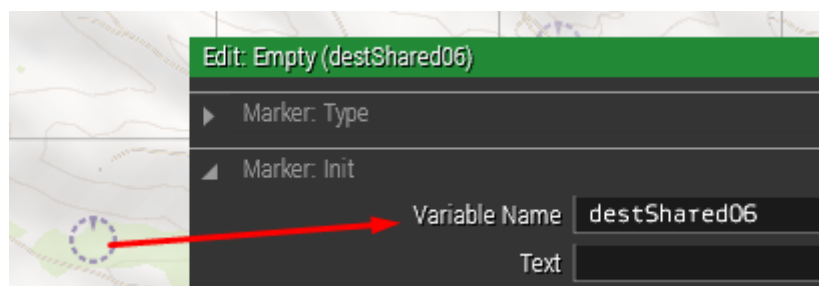 Edit: Empty (destShared06)
Marker: Type
Marker: Init
Variable Name destShared06
Text